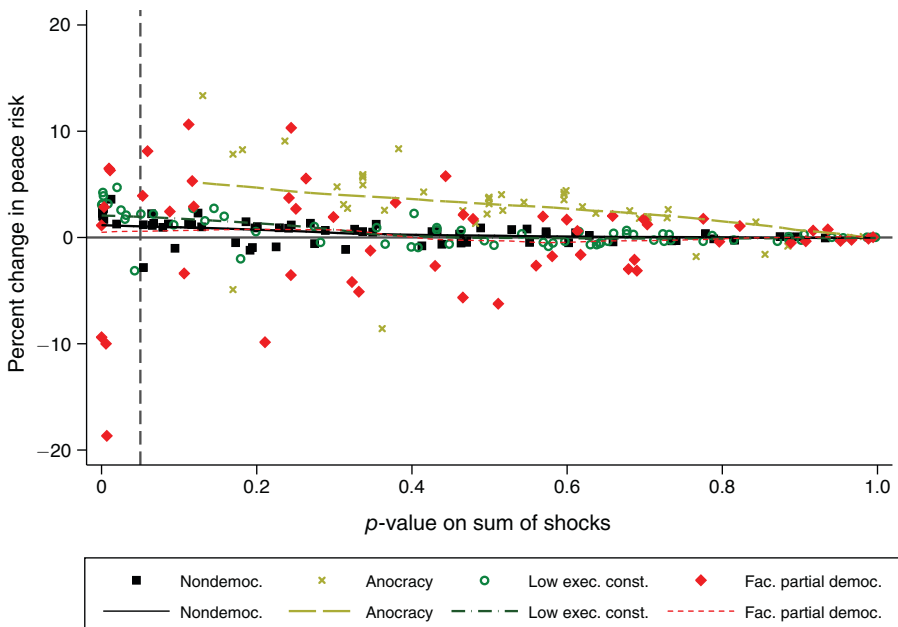 20
10
0
−10
−20
Percent change in peace risk
0
0.2
0.4
0.6
0.8
1.0
p-value on sum of shocks
Nondemoc.
Anocracy
Low exec. const.
Fac. partial democ.
Nondemoc.
Anocracy
Low exec. const.
Fac. partial democ.